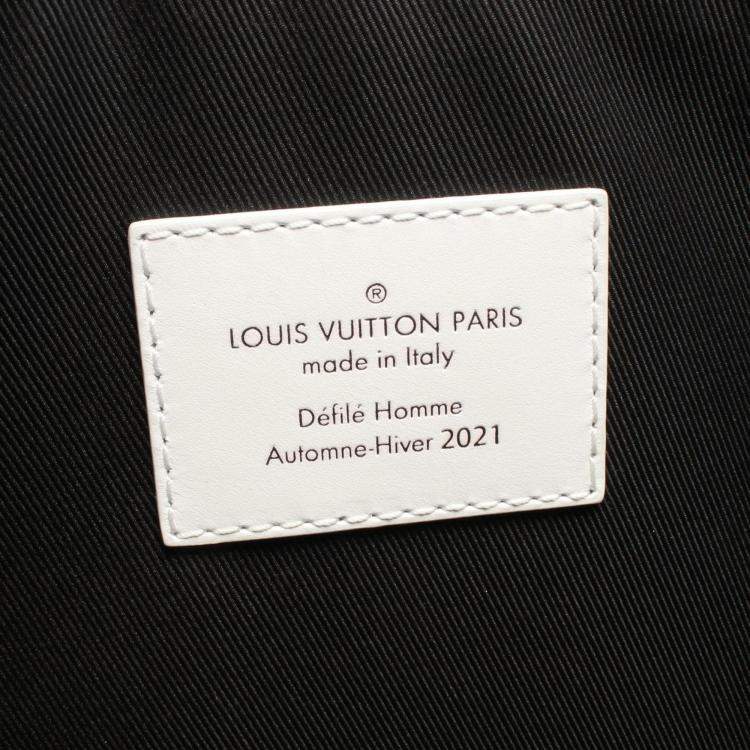 ®
LOUIS VUITTON PARIS
made in Italy
Défilé Homme
Automne-Hiver 2021